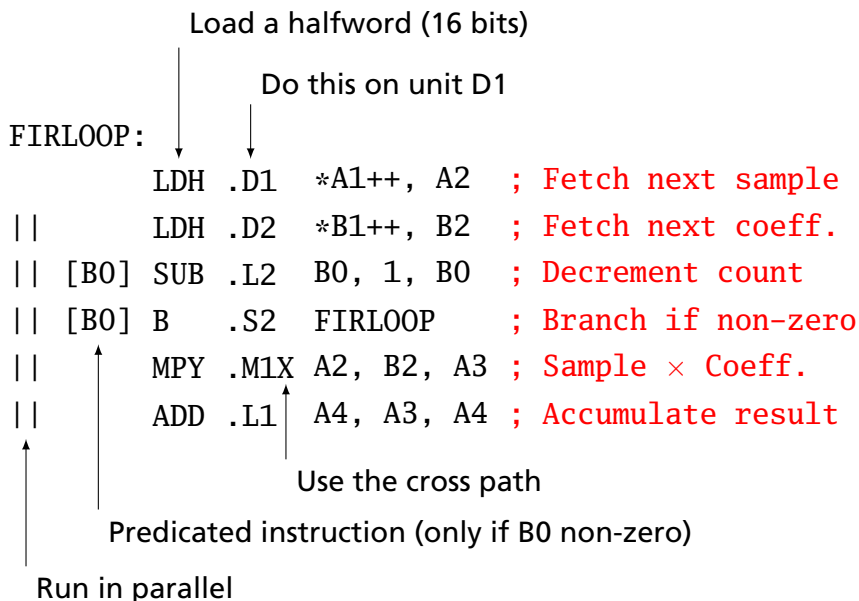 Load a halfword (16 bits)
Do this on unit D1
FIRLOOP:
LDH .D1 *A1++, A2 ; Fetch next sample
|| LDH .D2 *B1++, B2 ; Fetch next coeff.
|| [B0] SUB .L2 B0, 1, B0 ; Decrement count
|| [B0] B .S2 FIRLOOP ; Branch if non-zero
|| MPY .M1X A2, B2, A3 ; Sample × Coeff.
|| ADD .L1 A4, A3, A4 ; Accumulate result
Use the cross path
Predicated instruction (only if B0 non-zero)
Run in parallel